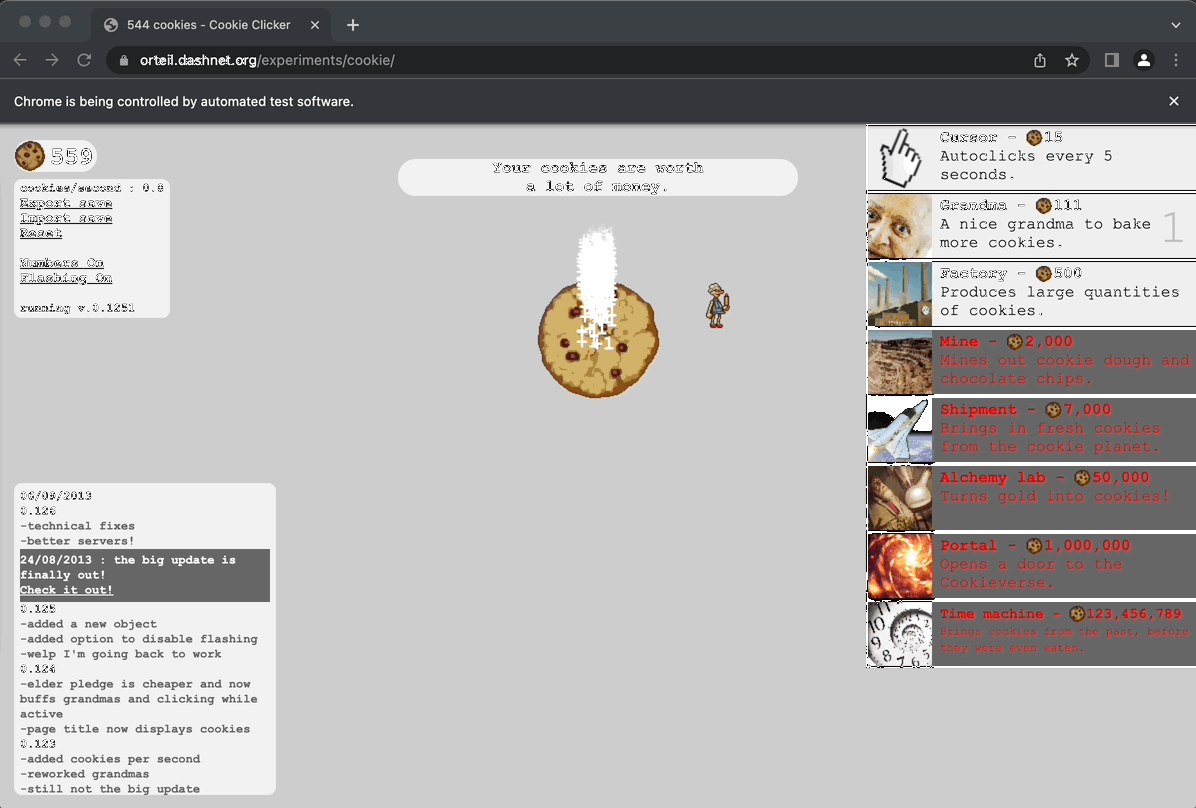 544 cookies - Cookie Clicker
orteil.dashnet.org/experiments/cookie/
Chrome is being controlled by automated test software.
559
cookies/second : 0.8
Export save
Import save
Reset
Numbers On
Flashing On
running v.0.1251
Your cookies are worth
a lot of money.
+1
+1
Cursor - 15
Autoclicks every 5
seconds.
Grandma - 111
A nice grandma to bake
more cookies.
1
Factory - 500
Produces large quantities
of cookies.
Mine - 2,000
Mines out cookie dough and
chocolate chips.
Shipment - 7,000
Brings in fresh cookies
from the cookie planet.
Alchemy lab - 50,000
Turns gold into cookies!
Portal - 1,000,000
Opens a door to the
Cookieverse.
Time machine - 123,456,789
Brings cookies from the past, before
they were even eaten.
06/09/2013
0.126
-technical fixes
-better servers!
24/08/2013 : the big update is
finally out!
Check it out!
0.125
-added a new object
-added option to disable flashing
-welp I'm going back to work
0.124
-elder pledge is cheaper and now
buffs grandmas and clicking while
active
-page title now displays cookies
0.123
-added cookies per second
-reworked grandmas
-still not the big update